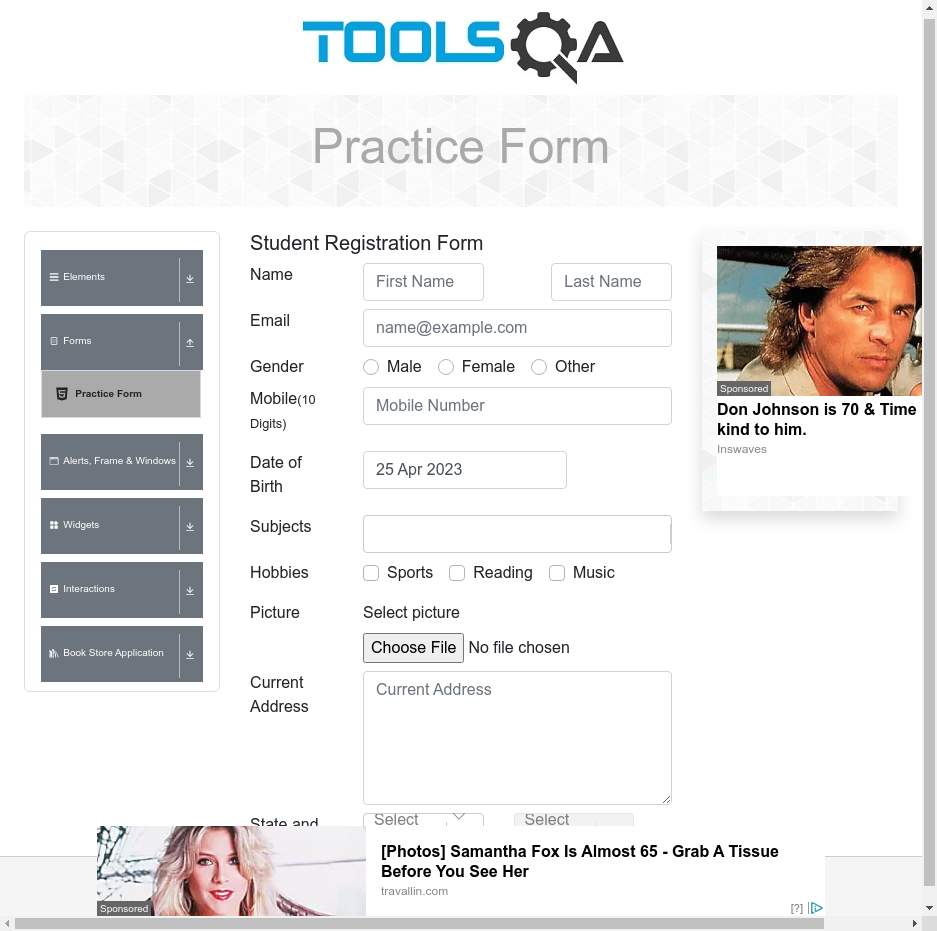 TOOLSQA
Practice Form
Elements
Forms
Practice Form
Alerts, Frame & Windows
Widgets
Interactions
Book Store Application
Student Registration Form
Name
First Name
Last Name
Email
name@example.com
Gender
Male
Female
Other
Mobile(10
Digits)
Mobile Number
Date of
Birth
25 Apr 2023
Subjects
Hobbies
Sports
Reading
Music
Picture
Select picture
Choose File No file chosen
Current
Address
Current Address
State and
Select
Select
Sponsored
Don Johnson is 70 & Time
kind to him.
Inswaves
Sponsored
[Photos] Samantha Fox Is Almost 65 - Grab A Tissue
Before You See Her
travallin.com
[?]